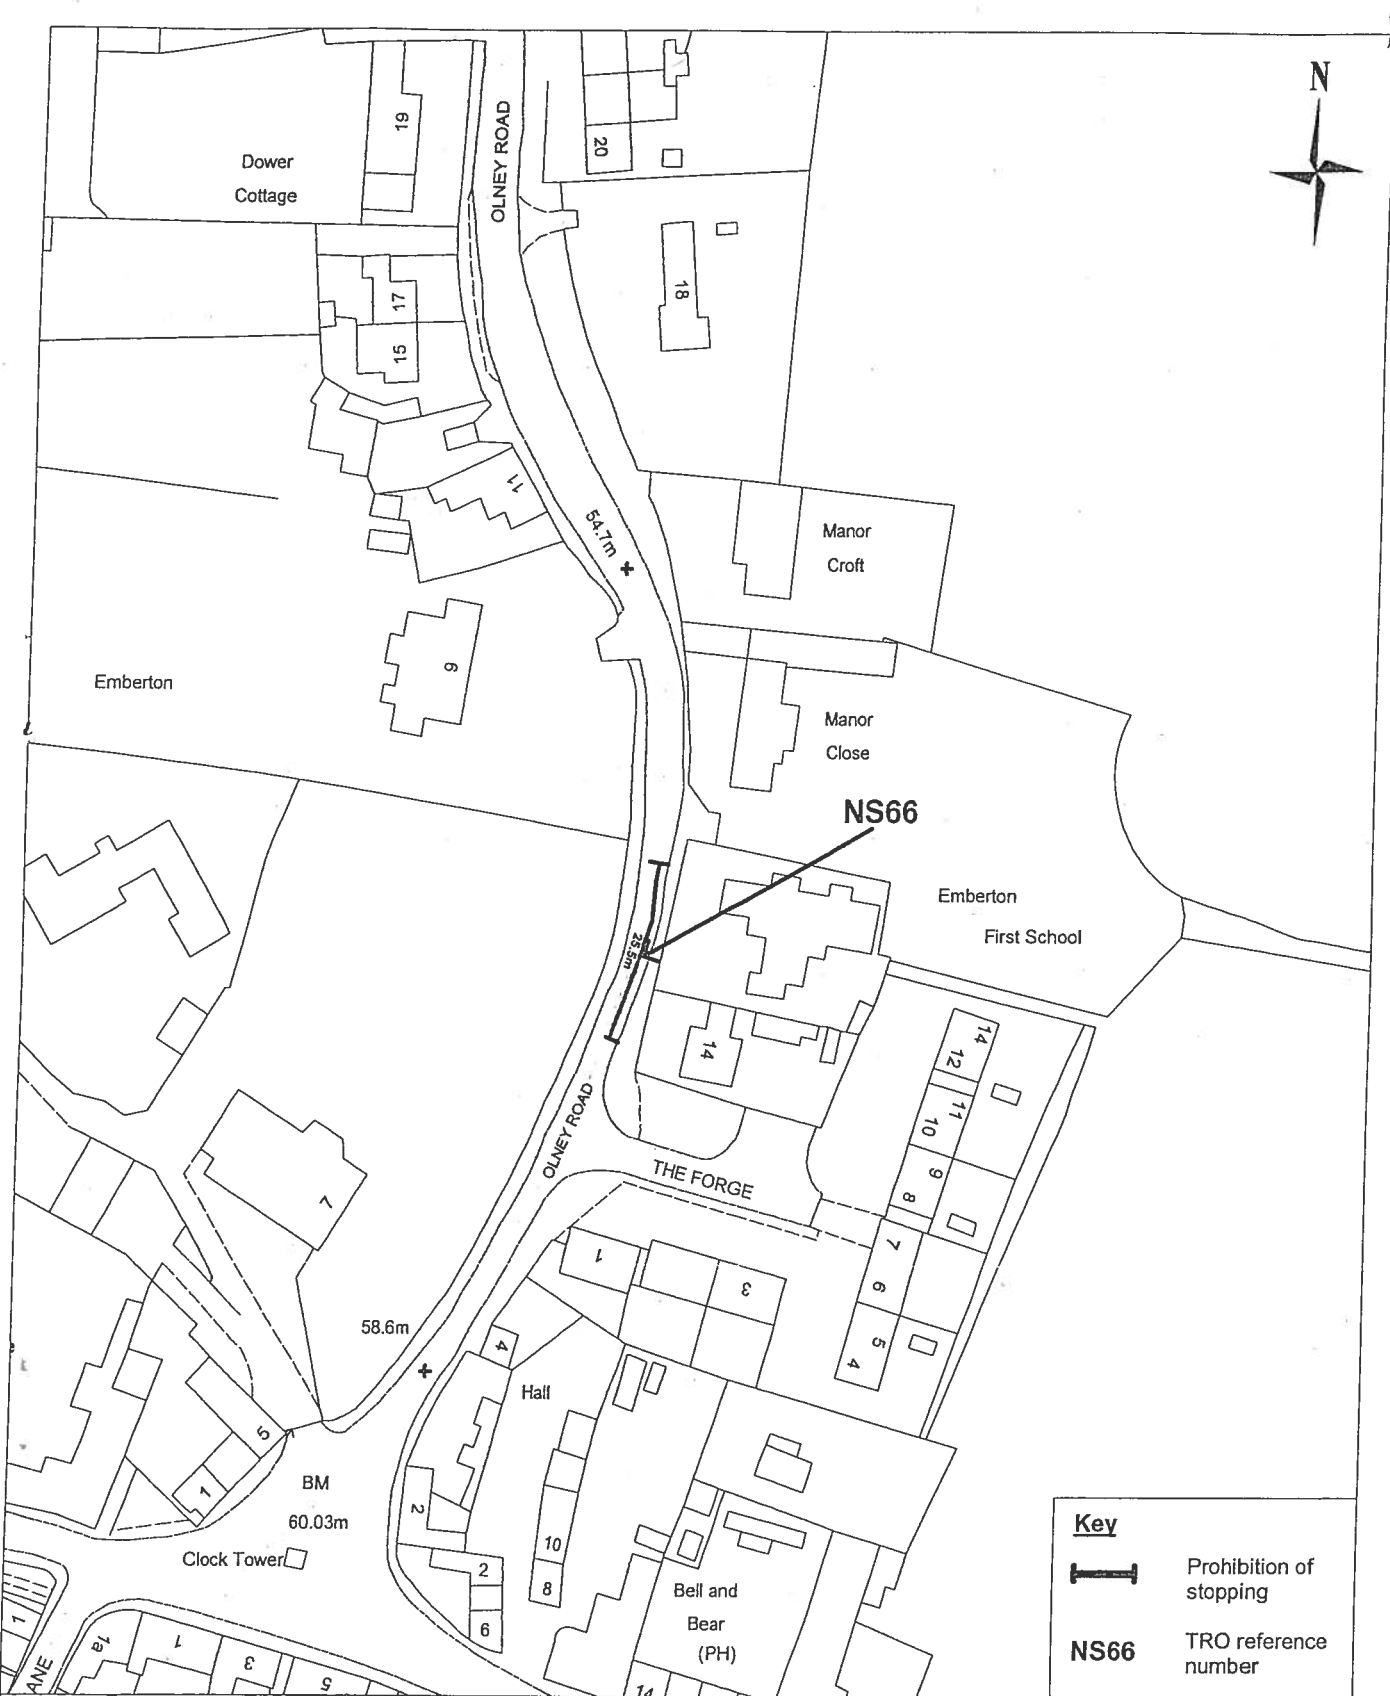 N
19
OLNEY ROAD
20
Dower
Cottage
18
17
15
11
54.7m
Manor
Croft
9
Emberton
Manor
Close
NS66
Emberton
First School
25.5m
14
14
12
11
10
9
8
OLNEY ROAD
THE FORGE
7
7
6
1
3
5
4
58.6m
4
Hall
5
1
BM
60.03m
2
10
Clock Tower
2
8
6
Bell and
Bear
(PH)
1
1a
1
3
5
14
ANE
Key
Prohibition of
stopping
NS66
TRO reference
number